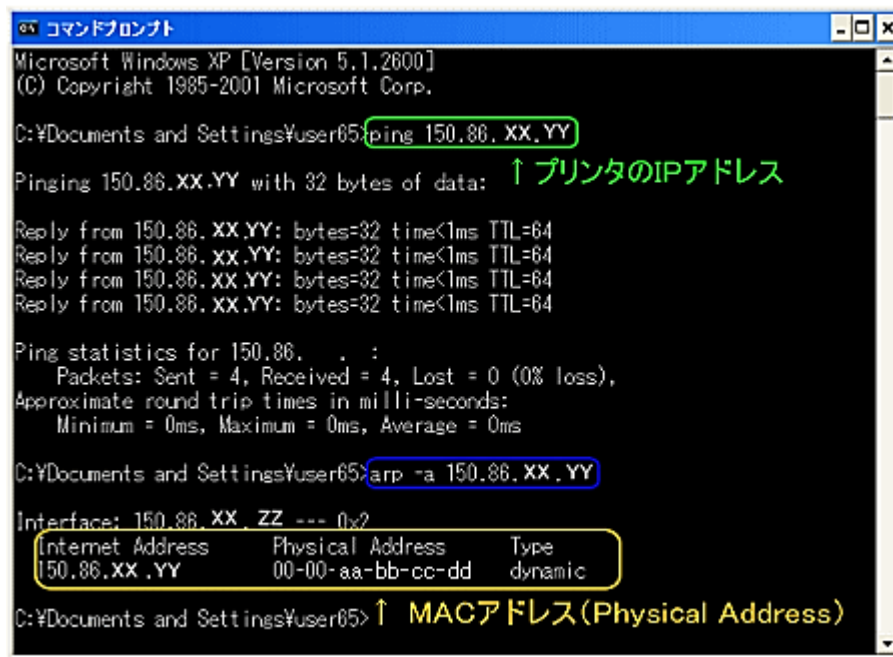 コマンドプロンプト
Microsoft Windows XP [Version 5.1.2600]
(C) Copyright 1985-2001 Microsoft Corp.
C:¥Documents and Settings¥user65>ping 150.86.XX.YY
↑プリンタのIPアドレス
Pinging 150.86.XX.YY with 32 bytes of data:
Reply from 150.86.XX.YY: bytes=32 time<1ms TTL=64
Reply from 150.86.XX.YY: bytes=32 time<1ms TTL=64
Reply from 150.86.XX.YY: bytes=32 time<1ms TTL=64
Reply from 150.86.XX.YY: bytes=32 time<1ms TTL=64
Ping statistics for 150.86. . :
Packets: Sent = 4, Received = 4, Lost = 0 (0% loss),
Approximate round trip times in milli-seconds:
Minimum = 0ms, Maximum = 0ms, Average = 0ms
C:¥Documents and Settings¥user65>arp -a 150.86.XX.YY
Interface: 150.86.XX.ZZ --- 0x2
Internet Address Physical Address Type
150.86.XX.YY 00-00-aa-bb-cc-dd dynamic
C:¥Documents and Settings¥user65>↑ MACアドレス(Physical Address)